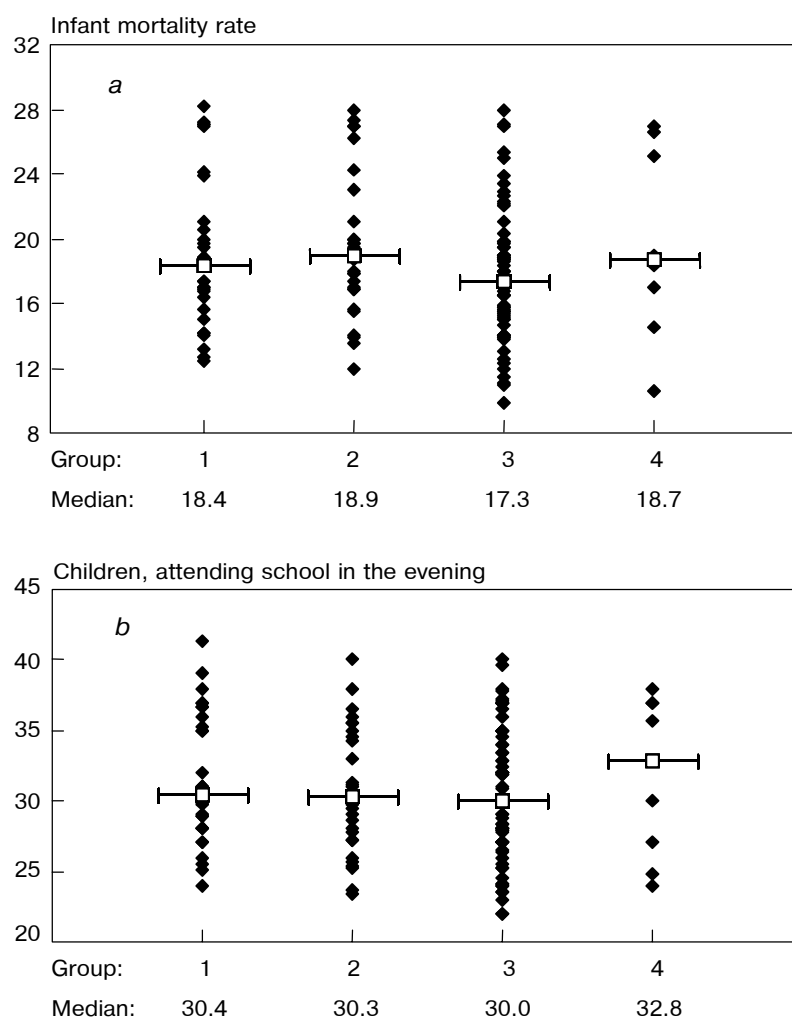 Infant mortality rate
32
a
28
24
20
16
12
8
Group: 1 2 3 4
Median: 18.4 18.9 17.3 18.7
Children, attending school in the evening
45
b
40
35
30
25
20
Group: 1 2 3 4
Median: 30.4 30.3 30.0 32.8